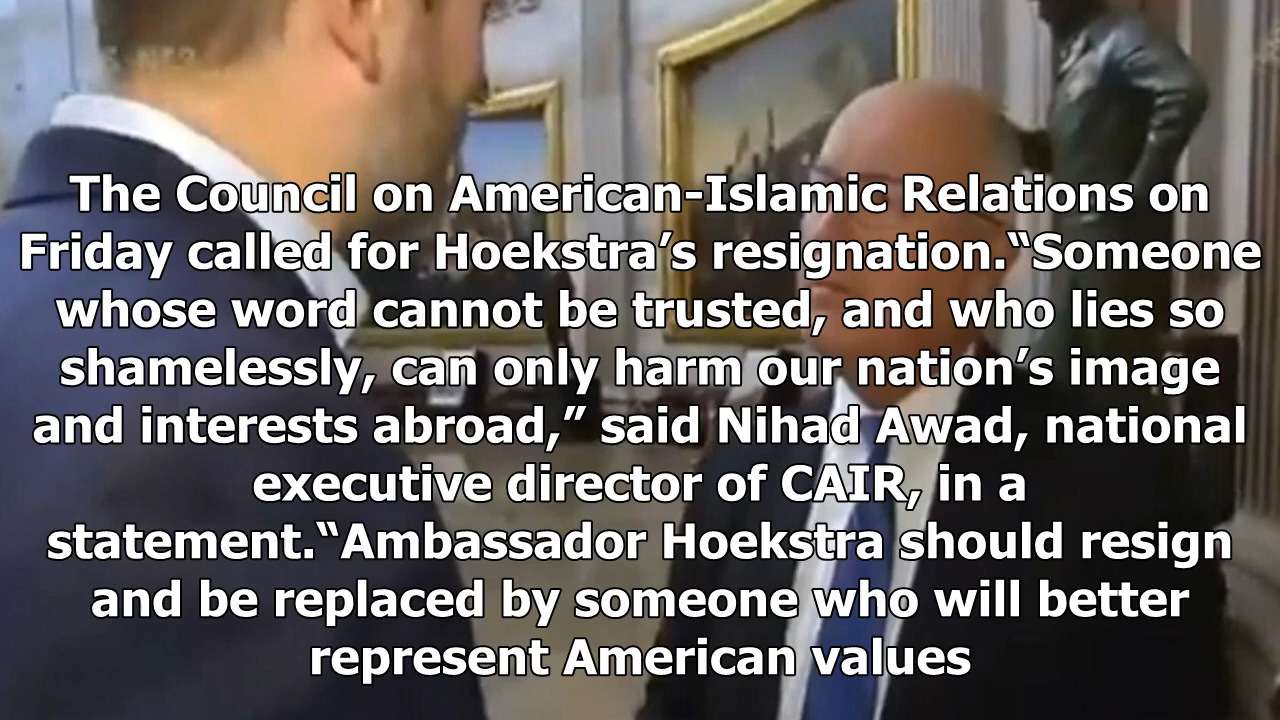 The Council on American-Islamic Relations on
Friday called for Hoekstra’s resignation.“Someone
whose word cannot be trusted, and who lies so
shamelessly, can only harm our nation’s image
and interests abroad,” said Nihad Awad, national
executive director of CAIR, in a
statement.“Ambassador Hoekstra should resign
and be replaced by someone who will better
represent American values